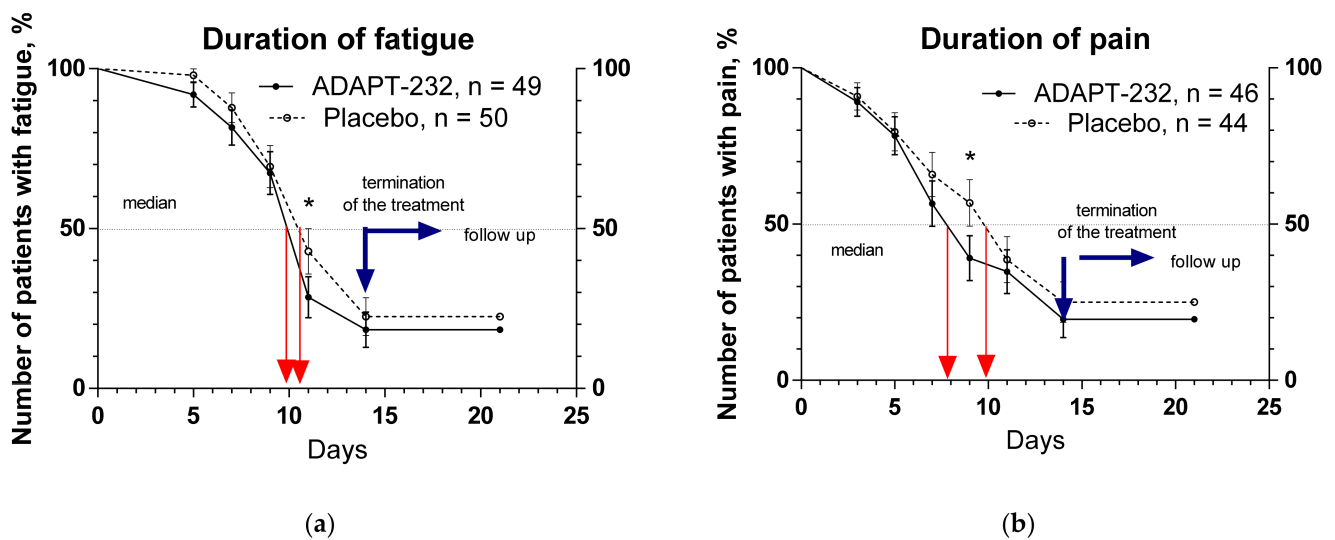 Duration of fatigue
Number of patients with fatigue, %
100
50
0
100
50
0
ADAPT-232, n = 49
Placebo, n = 50
median
*
termination
of the treatment
follow up
0 5 10 15 20 25
Days
(a)
Duration of pain
Number of patients with pain, %
100
50
0
100
50
0
ADAPT-232, n = 46
Placebo, n = 44
*
median
termination
of the treatment
follow up
0 5 10 15 20 25
Days
(b)